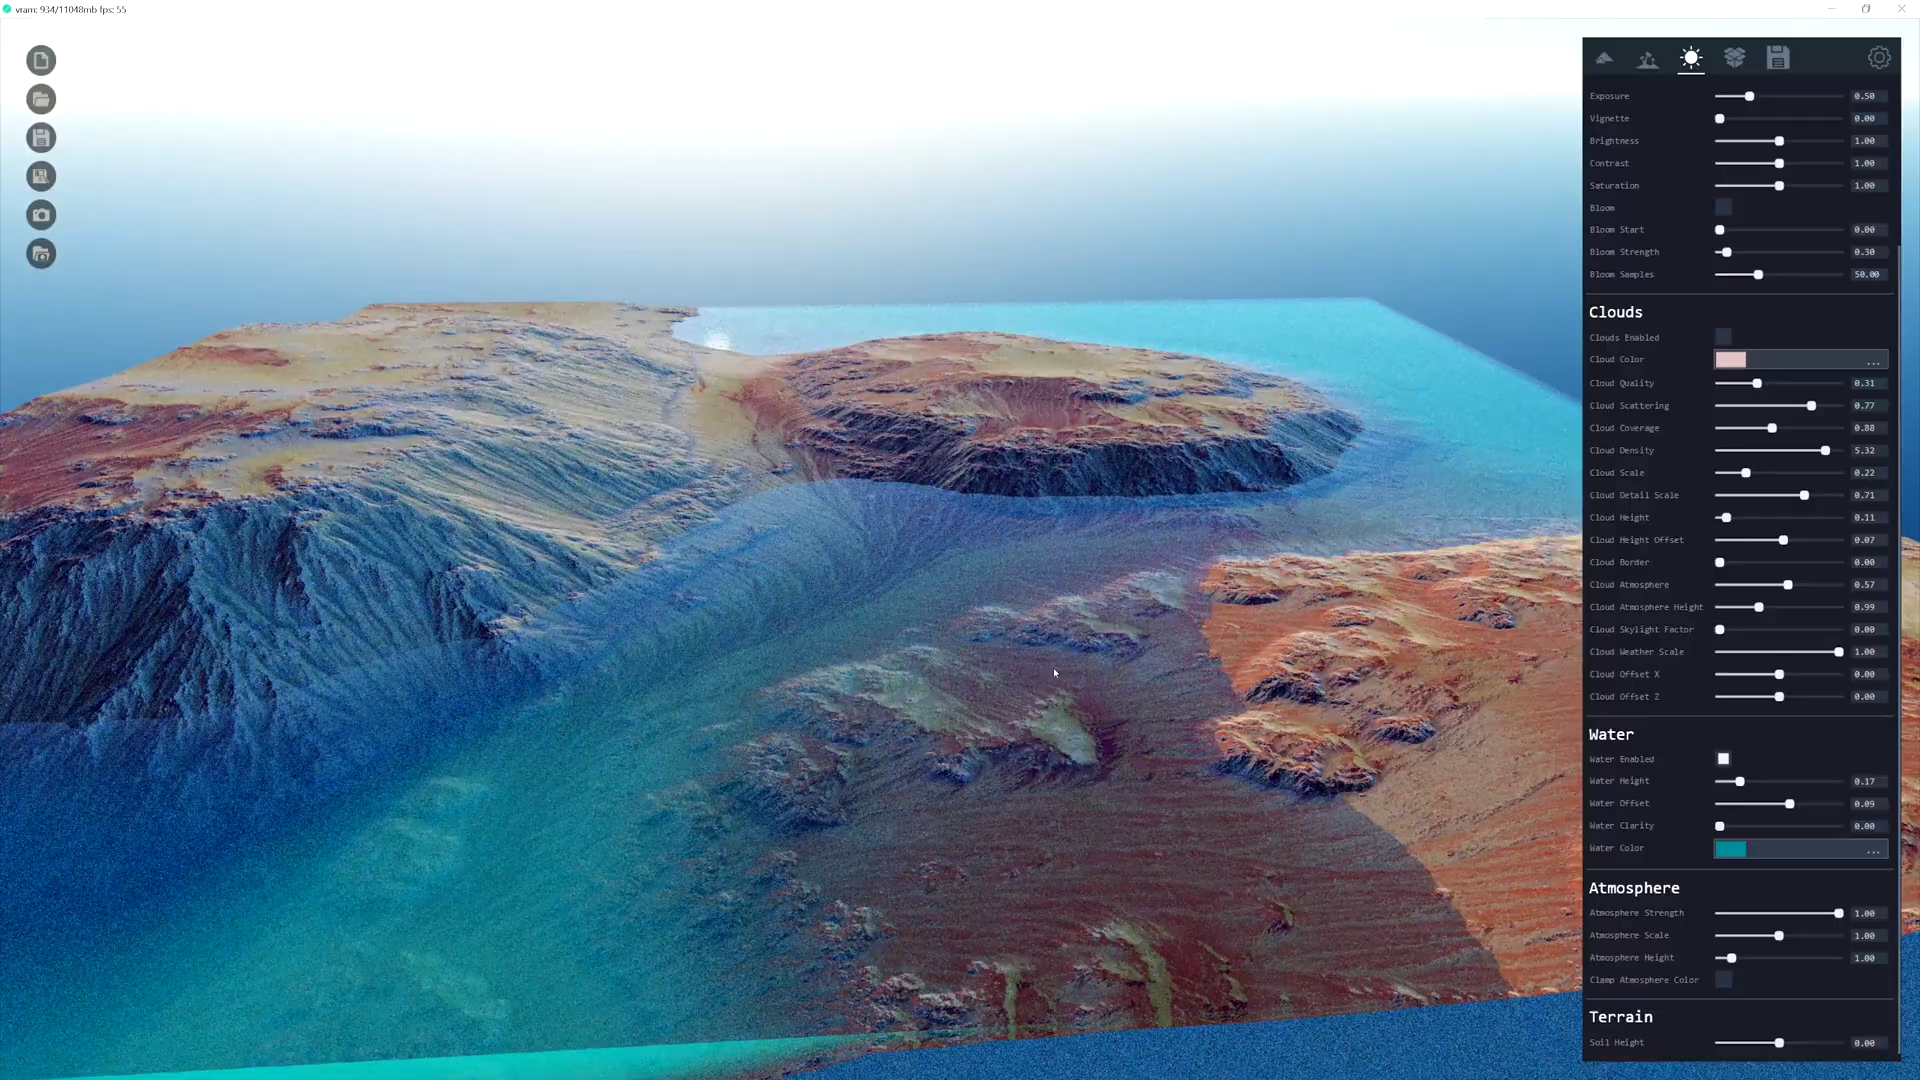 vram: 934/11048mb fps: 55
Exposure 0.50
Vignette 0.00
Brightness 1.00
Contrast 1.00
Saturation 1.00
Bloom
Bloom Start 0.00
Bloom Strength 0.30
Bloom Samples 50.00
Clouds
Clouds Enabled
Cloud Color ...
Cloud Quality 0.31
Cloud Scattering 0.77
Cloud Coverage 0.88
Cloud Density 5.32
Cloud Scale 0.22
Cloud Detail Scale 0.71
Cloud Height 0.11
Cloud Height Offset 0.07
Cloud Border 0.00
Cloud Atmosphere 0.57
Cloud Atmosphere Height 0.99
Cloud Skylight Factor 0.00
Cloud Weather Scale 1.00
Cloud Offset X 0.00
Cloud Offset Z 0.00
Water
Water Enabled
Water Height 0.17
Water Offset 0.09
Water Clarity 0.00
Water Color ...
Atmosphere
Atmosphere Strength 1.00
Atmosphere Scale 1.00
Atmosphere Height 1.00
Clamp Atmosphere Color
Terrain
Soil Height 0.00